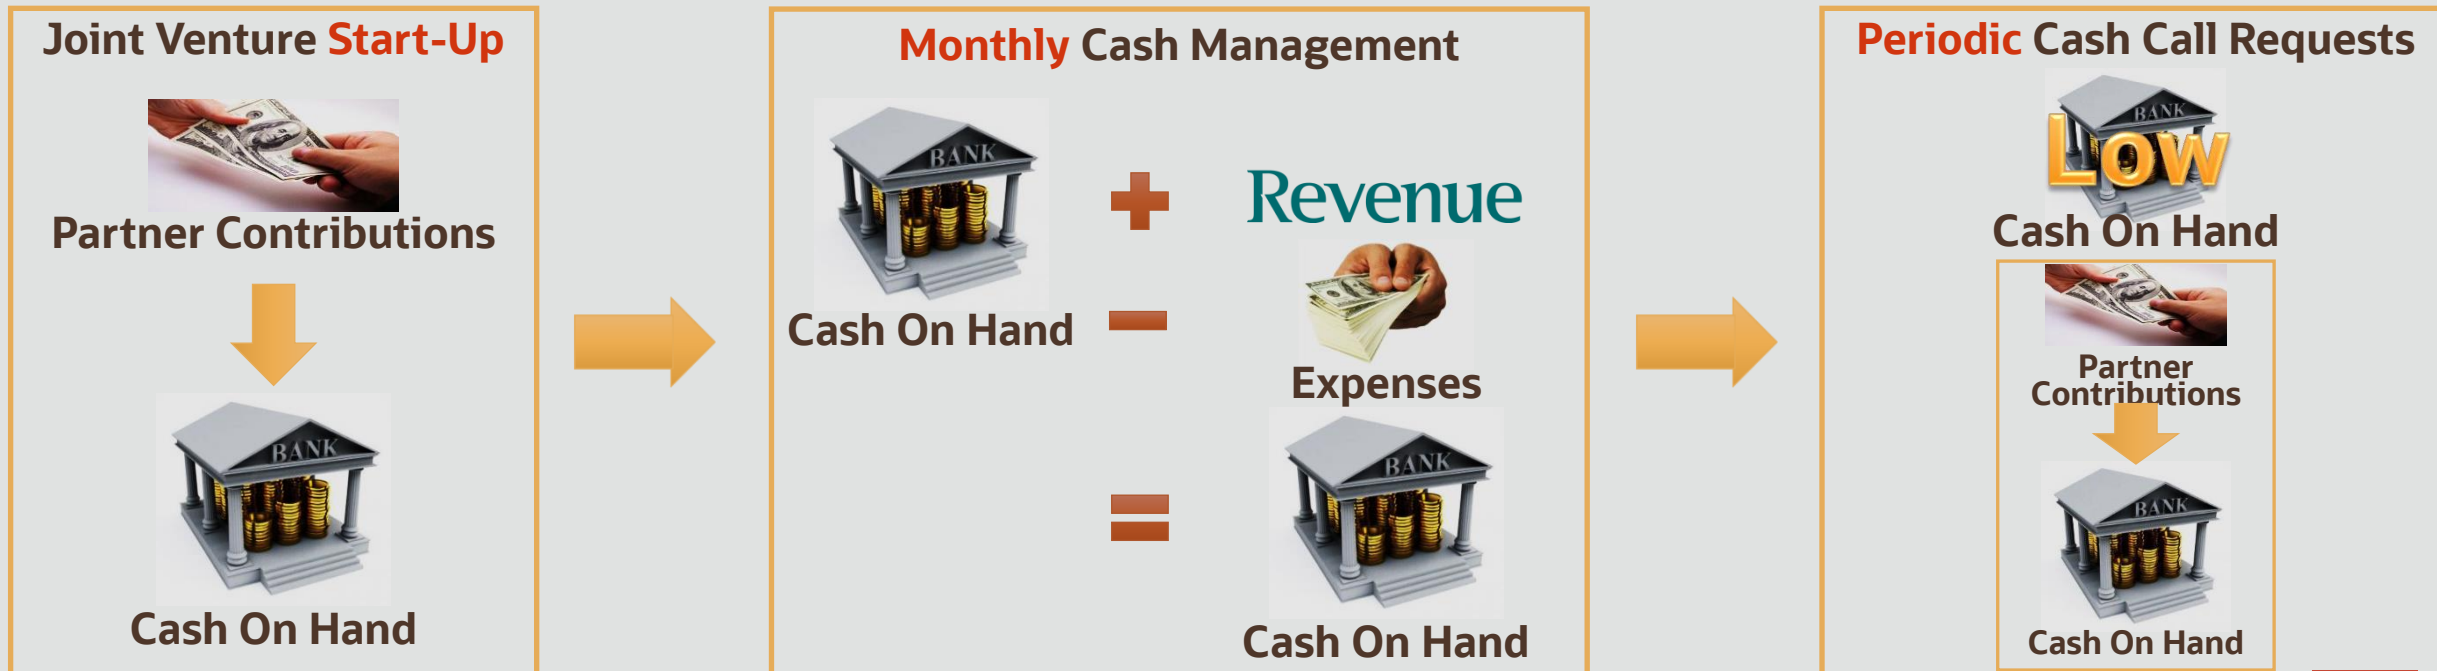 Joint Venture Start-Up
Partner Contributions
BANK
Cash On Hand
Monthly Cash Management
BANK
Cash On Hand
+
Revenue
-
Expenses
=
BANK
Cash On Hand
Periodic Cash Call Requests
BANK
Low
Cash On Hand
Partner
Contributions
BANK
Cash On Hand